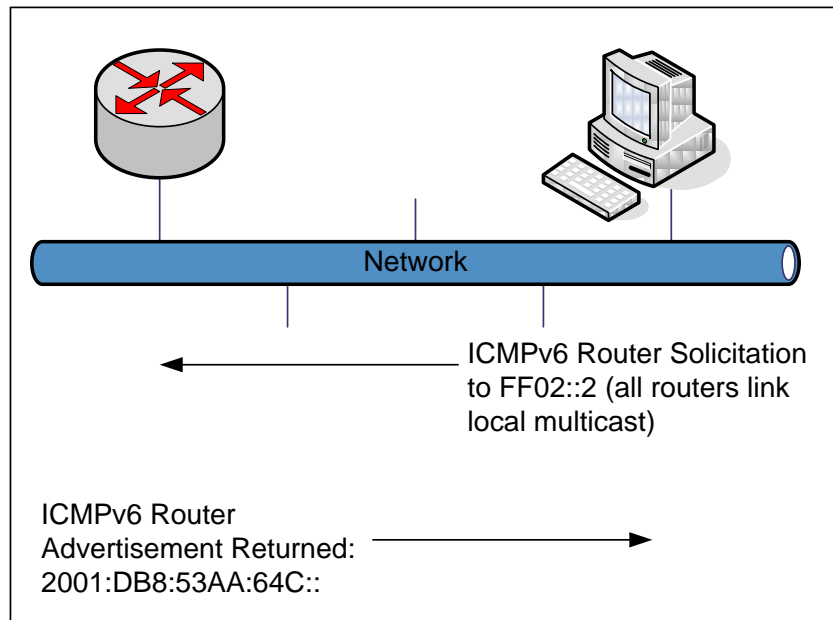 Network
ICMPv6 Router Solicitation
to FF02::2 (all routers link
local multicast)
ICMPv6 Router
Advertisement Returned:
2001:DB8:53AA:64C::